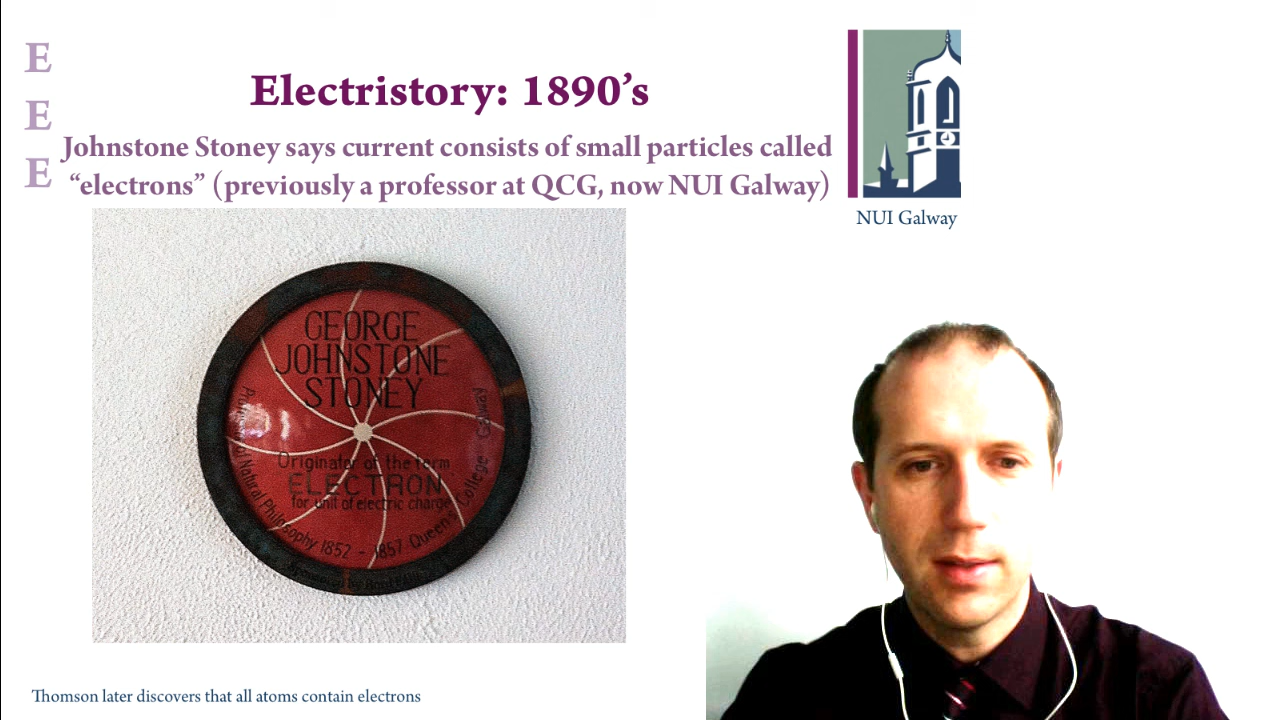 E
E
E
Electristory: 1890’s
Johnstone Stoney says current consists of small particles called
“electrons” (previously a professor at QCG, now NUI Galway)
NUI Galway
GEORGE
JOHNSTONE
STONEY
Originator of the term
ELECTRON
for unit of electric charge
Professor of Natural Philosophy 1852 - 1857 Queen's College Galway
Thomson later discovers that all atoms contain electrons